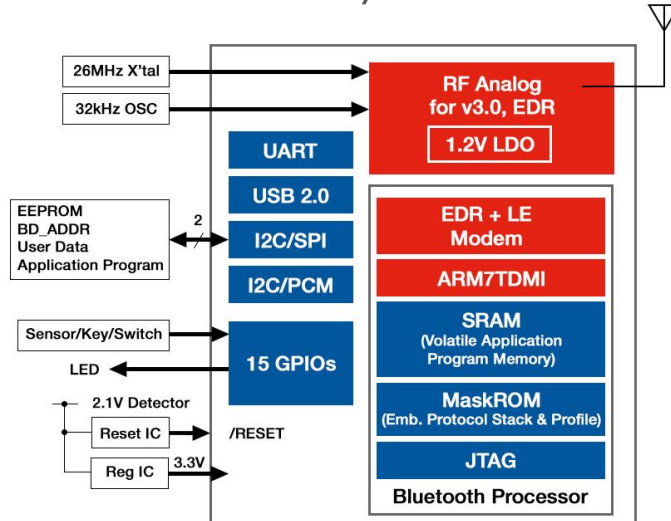 26MHz X'tal
32kHz OSC
RF Analog
for v3.0, EDR
1.2V LDO
UART
USB 2.0
I2C/SPI
I2C/PCM
EEPROM
BD_ADDR
User Data
Application Program
2
EDR + LE
Modem
ARM7TDMI
SRAM
(Volatile Application
Program Memory)
MaskROM
(Emb. Protocol Stack & Profile)
JTAG
Bluetooth Processor
Sensor/Key/Switch
LED
15 GPIOs
2.1V Detector
Reset IC
/RESET
Reg IC
3.3V